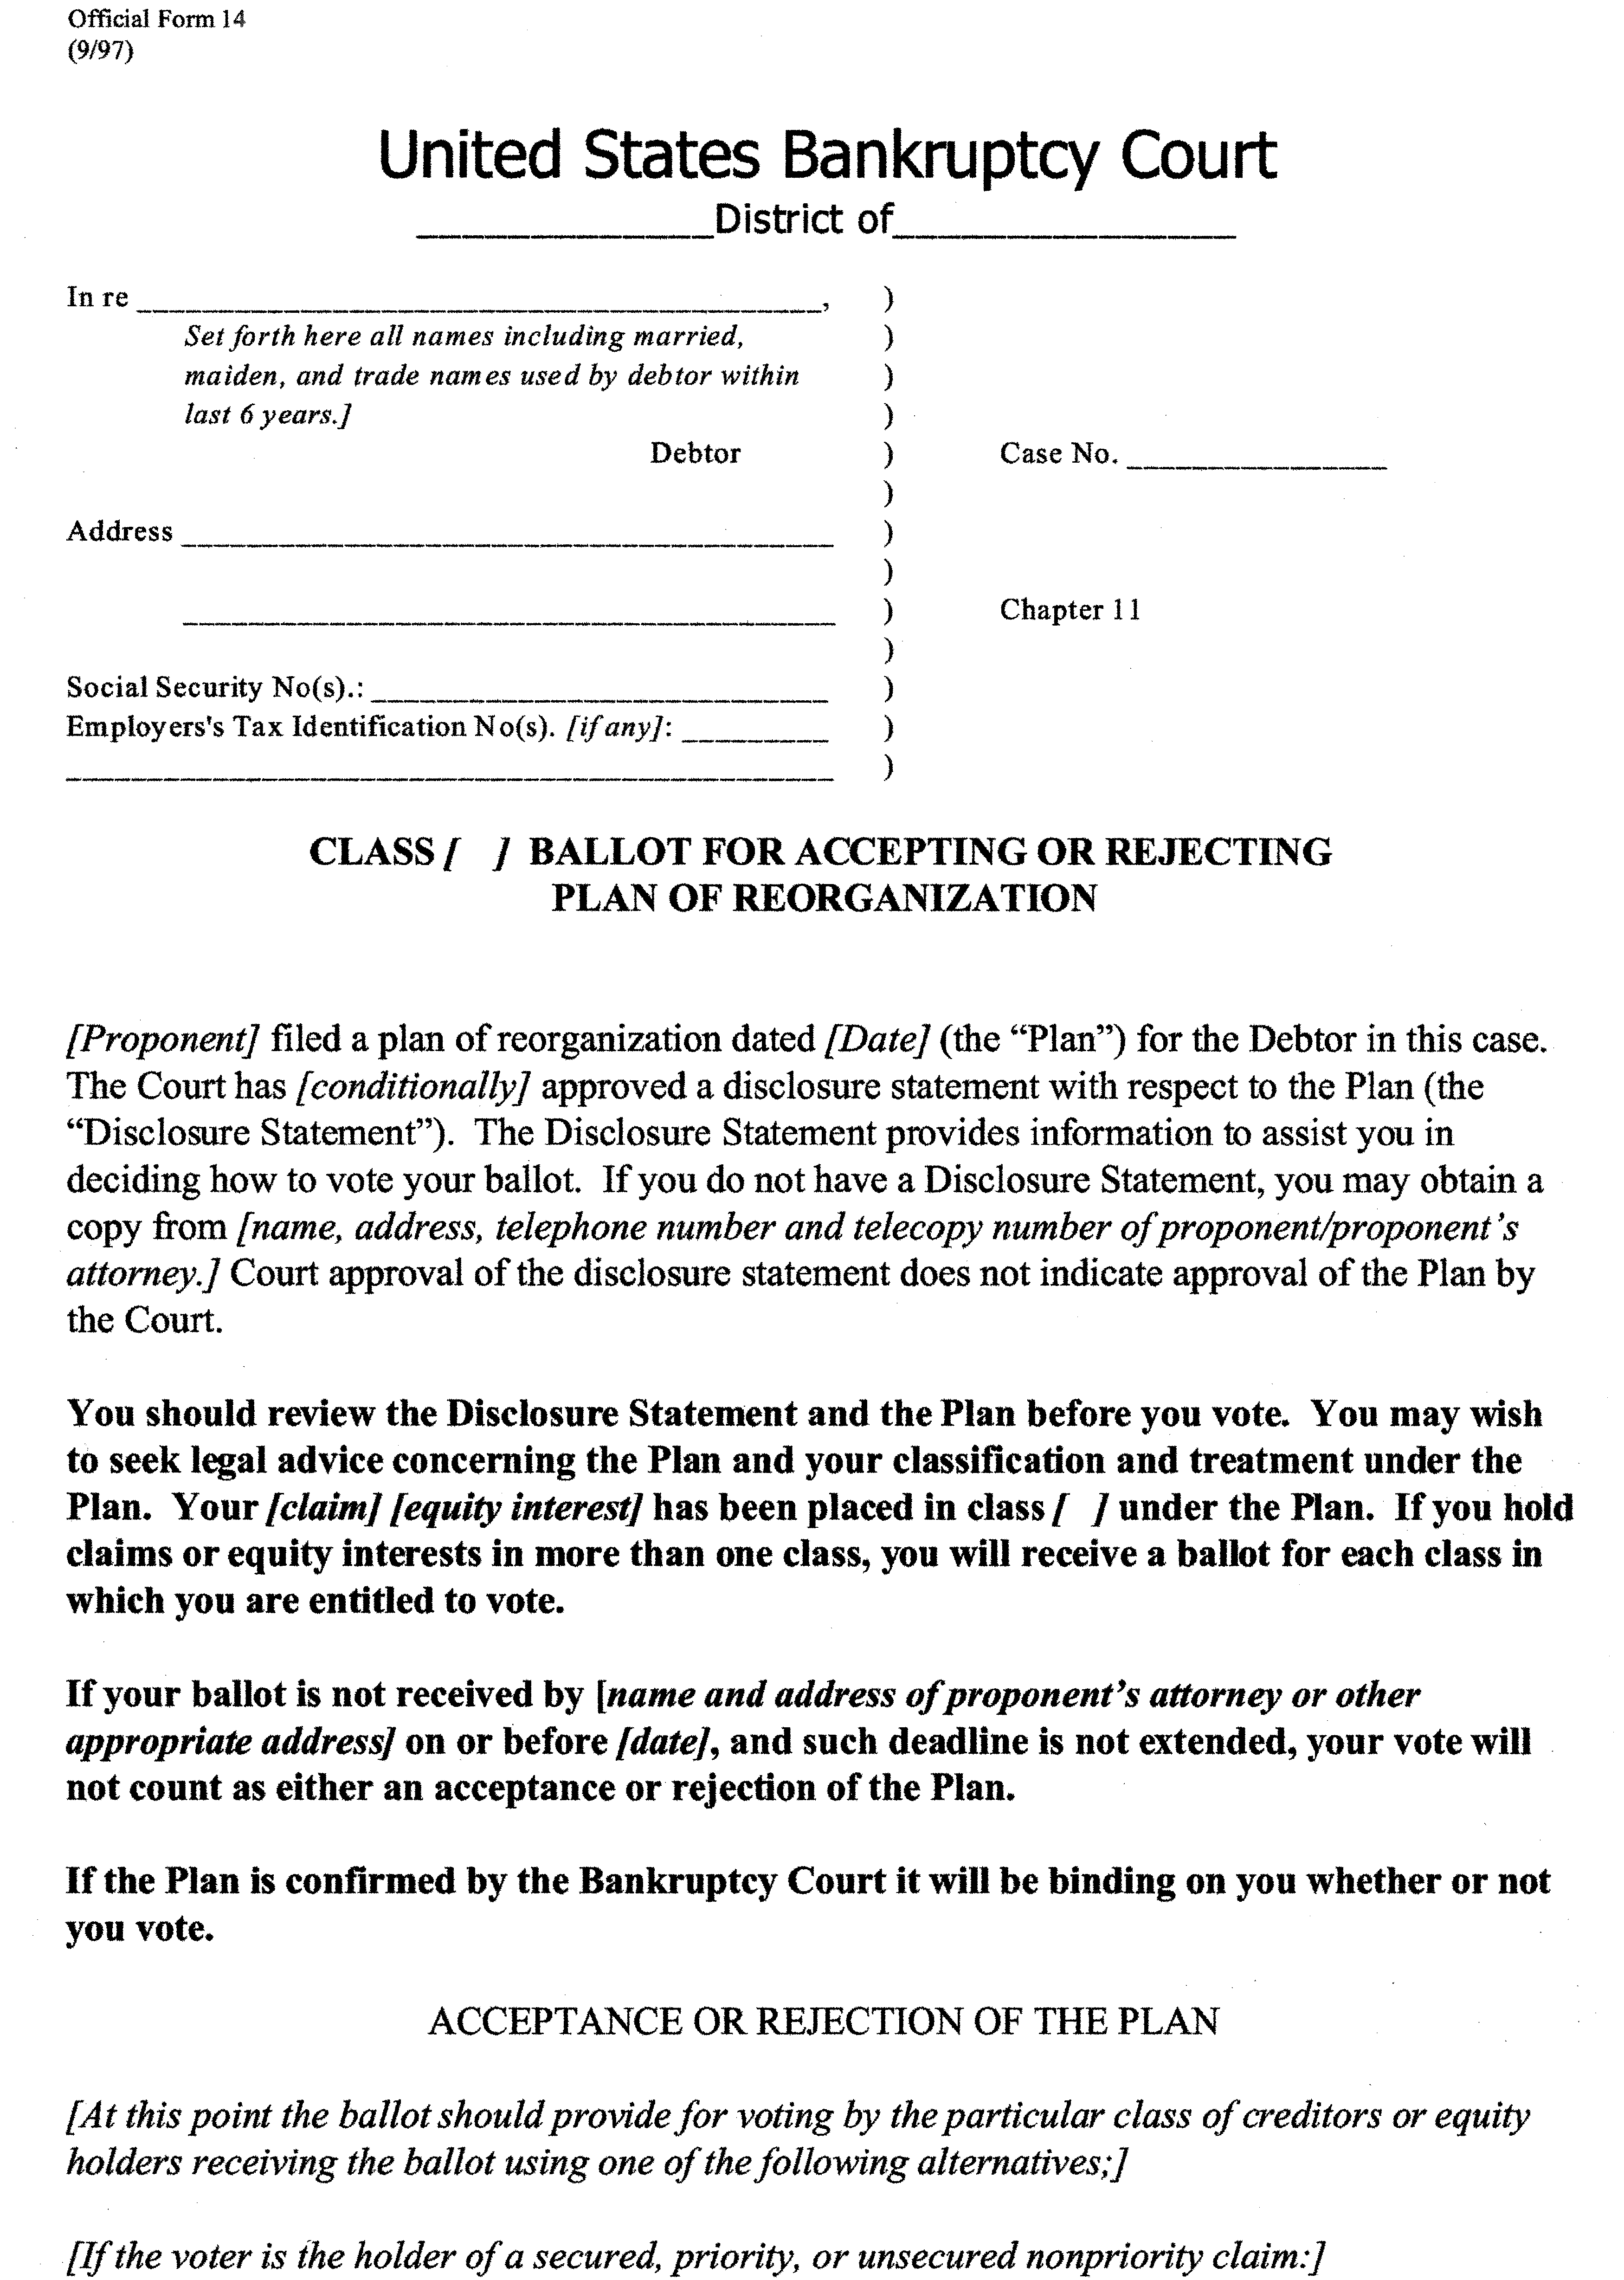 Official Form 14
(9/97)
United States Bankruptcy Court
_____________District of_______________
In re ______________________________________________, )
Set forth here all names including married, )
maiden, and trade names used by debtor within )
last 6 years.] )
Debtor ) Case No. ________________
)
Address ________________________________________ )
)
________________________________________ ) Chapter 11
)
Social Security No(s).: ____________________________ )
Employers's Tax Identification No(s). [if any]: _________ )
_______________________________________________ )
CLASS [ ] BALLOT FOR ACCEPTING OR REJECTING
PLAN OF REORGANIZATION
[Proponent] filed a plan of reorganization dated [Date] (the “Plan”) for the Debtor in this case.
The Court has [conditionally] approved a disclosure statement with respect to the Plan (the
“Disclosure Statement”). The Disclosure Statement provides information to assist you in
deciding how to vote your ballot. If you do not have a Disclosure Statement, you may obtain a
copy from [name, address, telephone number and telecopy number of proponent/proponent's
attorney.] Court approval of the disclosure statement does not indicate approval of the Plan by
the Court.
You should review the Disclosure Statement and the Plan before you vote. You may wish
to seek legal advice concerning the Plan and your classification and treatment under the
Plan. Your [claim] [equity interest] has been placed in class [ ] under the Plan. If you hold
claims or equity interests in more than one class, you will receive a ballot for each class in
which you are entitled to vote.
If your ballot is not received by [name and address of proponent's attorney or other
appropriate address] on or before [date], and such deadline is not extended, your vote will
not count as either an acceptance or rejection of the Plan.
If the Plan is confirmed by the Bankruptcy Court it will be binding on you whether or not
you vote.
ACCEPTANCE OR REJECTION OF THE PLAN
[At this point the ballot should provide for voting by the particular class of creditors or equity
holders receiving the ballot using one of the following alternatives;]
[If the voter is the holder of a secured, priority, or unsecured nonpriority claim:]